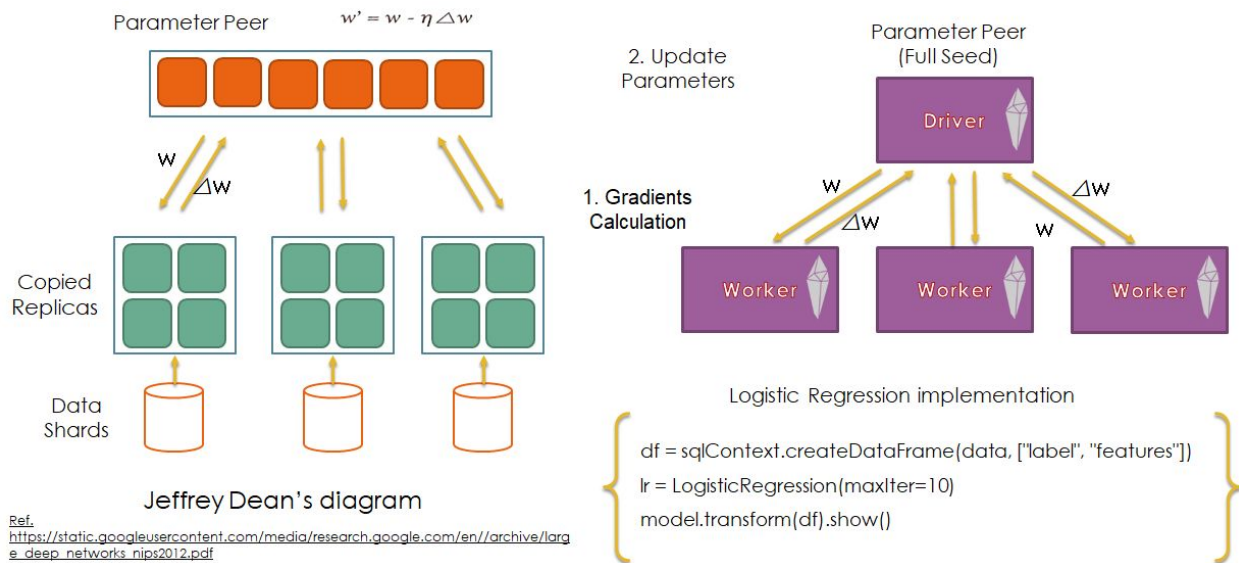 Parameter Peer
w' = w - η △w
w
△w
Copied
Replicas
Data
Shards
Jeffrey Dean's diagram
Ref.
https://static.googleusercontent.com/media/research.google.com/en//archive/larg
e_deep_networks_nips2012.pdf
Parameter Peer
(Full Seed)
2. Update
Parameters
Driver
1. Gradients
Calculation
w
△w
△w
w
Worker
Worker
Worker
Logistic Regression implementation
df = sqlContext.createDataFrame(data, ["label", "features"])
lr = LogisticRegression(maxIter=10)
model.transform(df).show()